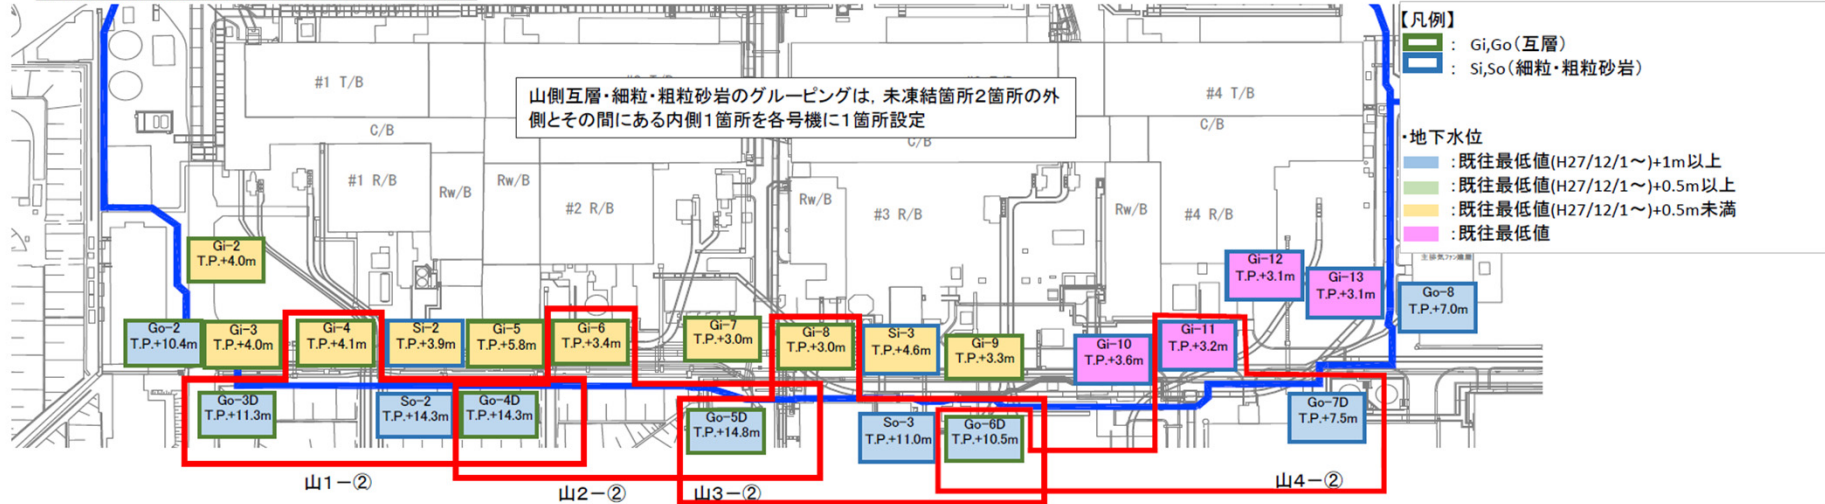 【凡例】
: Gi,Go(互層)
: Si,So(細粒・粗粒砂岩)
・地下水位
:既往最低値(H27/12/1～)+1m以上
:既往最低値(H27/12/1～)+0.5m以上
:既往最低値(H27/12/1～)+0.5m未満
:既往最低値
#1 T/B
#4 T/B
山側互層・細粒・粗粒砂岩のグルーピングは，未凍結箇所2箇所の外
側とその間にある内側1箇所を各号機に1箇所設定
C/B
C/B
C/B
#1 R/B
Rw/B
Rw/B
#2 R/B
Rw/B
#3 R/B
Rw/B
#4 R/B
Gi-2
T.P.+4.0m
Gi-12
T.P.+3.1m
Gi-13
T.P.+3.1m
Go-8
T.P.+7.0m
Go-2
T.P.+10.4m
Gi-3
T.P.+4.0m
Gi-4
T.P.+4.1m
Si-2
T.P.+3.9m
Gi-5
T.P.+5.8m
Gi-6
T.P.+3.4m
Gi-7
T.P.+3.0m
Gi-8
T.P.+3.0m
Si-3
T.P.+4.6m
Gi-9
T.P.+3.3m
Gi-10
T.P.+3.6m
Gi-11
T.P.+3.2m
Go-3D
T.P.+11.3m
So-2
T.P.+14.3m
Go-4D
T.P.+14.3m
Go-5D
T.P.+14.8m
So-3
T.P.+11.0m
Go-6D
T.P.+10.5m
Go-7D
T.P.+7.5m
山1－②
山2－②
山3－②
山4－②